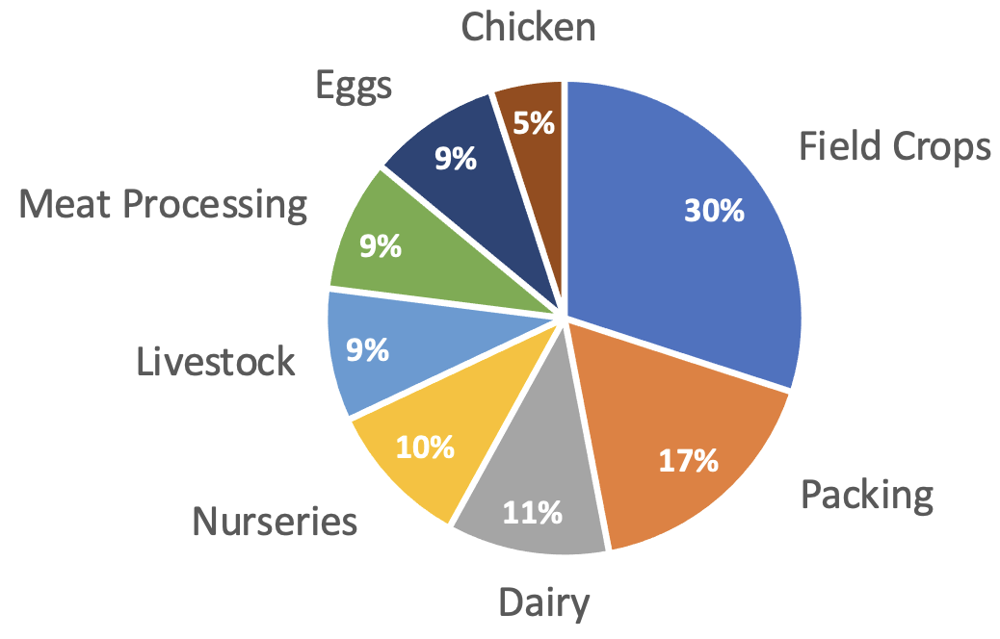 Chicken
Eggs
5%
9%
Field Crops
30%
Meat Processing
9%
Livestock
9%
10%
17%
Packing
11%
Nurseries
Dairy